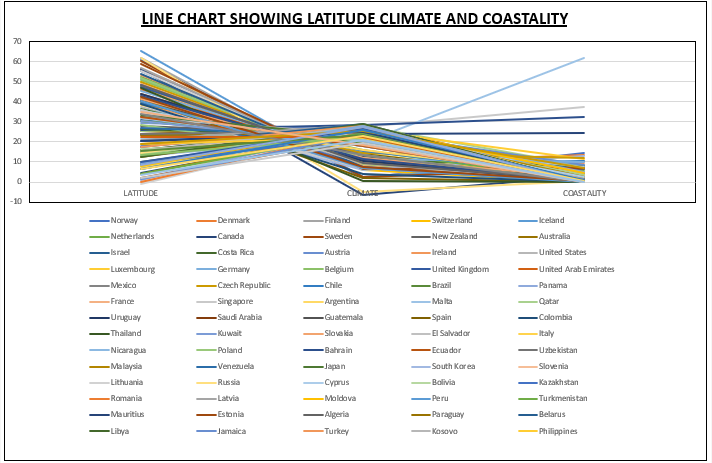 LINE CHART SHOWING LATITUDE CLIMATE AND COASTALITY
70
60
50
40
30
20
10
0
-10
LATITUDE CLIMATE COASTALITY
Norway Denmark Finland Switzerland Iceland
Netherlands Canada Sweden New Zealand Australia
Israel Costa Rica Austria Ireland United States
Luxembourg Germany Belgium United Kingdom United Arab Emirates
Mexico Czech Republic Chile Brazil Panama
France Singapore Argentina Malta Qatar
Uruguay Saudi Arabia Guatemala Spain Colombia
Thailand Kuwait Slovakia El Salvador Italy
Nicaragua Poland Bahrain Ecuador Uzbekistan
Malaysia Venezuela Japan South Korea Slovenia
Lithuania Russia Cyprus Bolivia Kazakhstan
Romania Latvia Moldova Peru Turkmenistan
Mauritius Estonia Algeria Paraguay Belarus
Libya Jamaica Turkey Kosovo Philippines